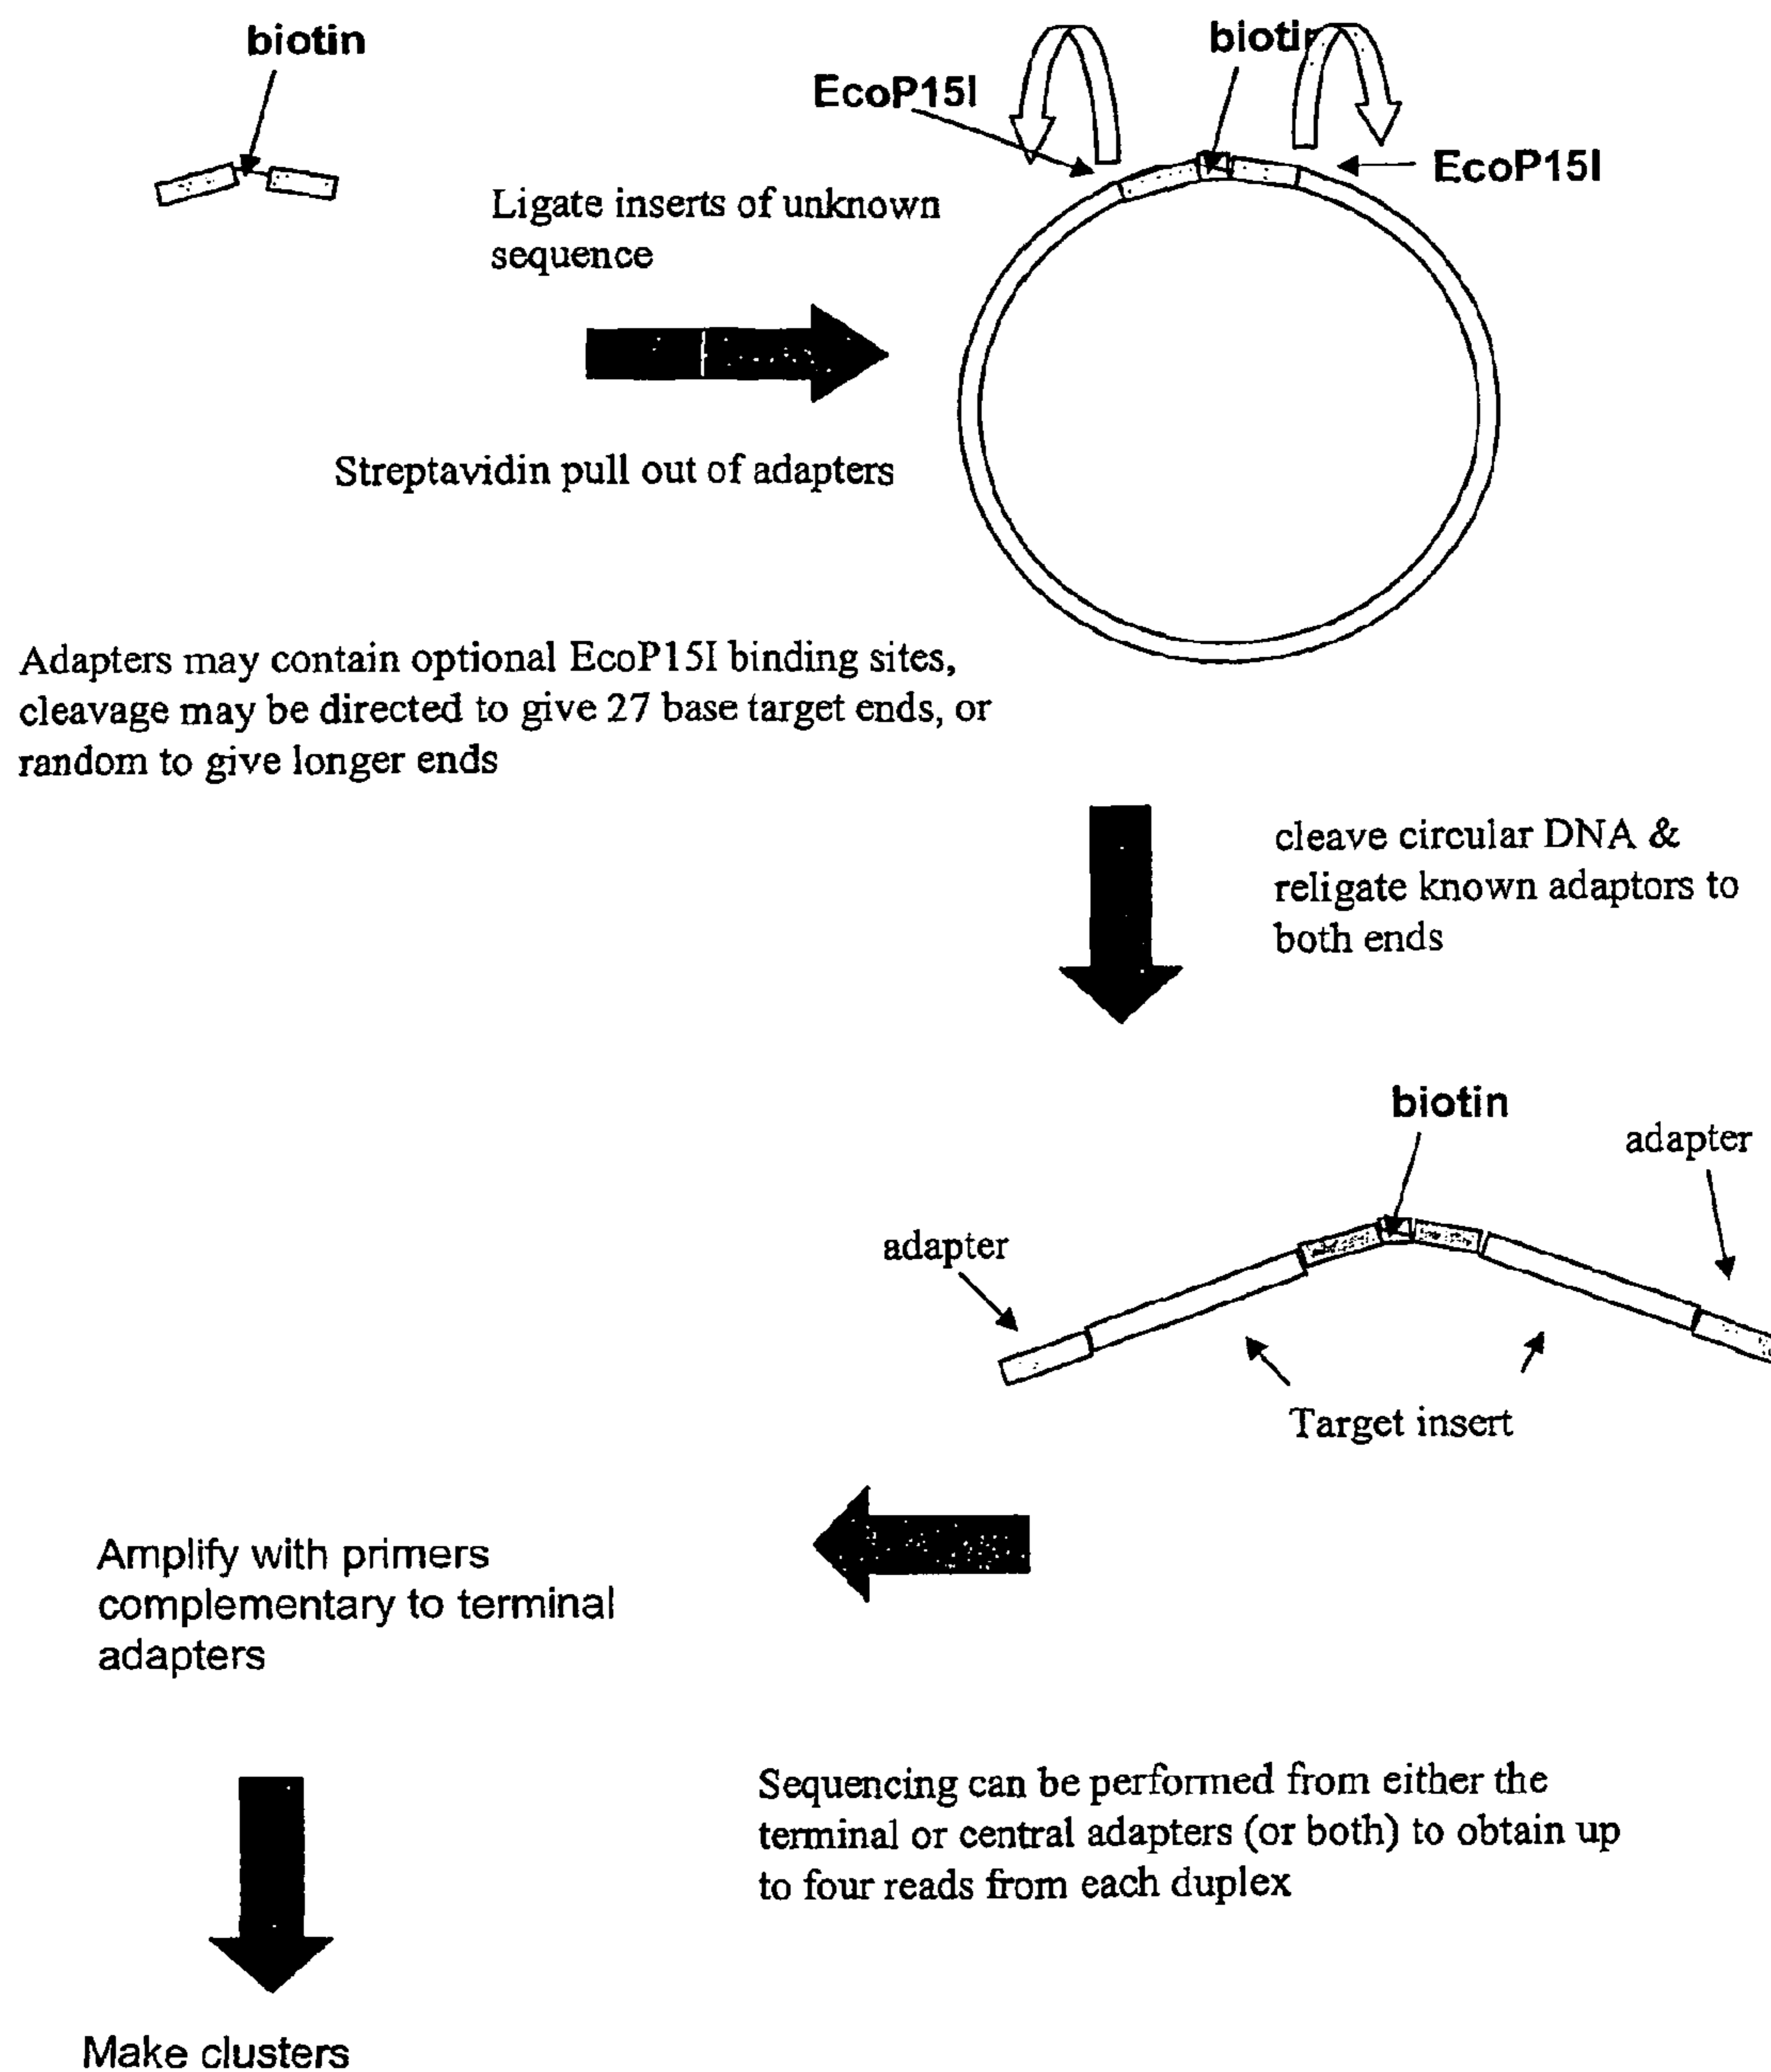 biotin
biotin
EcoP15I
EcoP15I
Ligate inserts of unknown
sequence
Streptavidin pull out of adapters
Adapters may contain optional EcoP15I binding sites,
cleavage may be directed to give 27 base target ends, or
random to give longer ends
cleave circular DNA &
religate known adaptors to
both ends
biotin
adapter
adapter
Target insert
Amplify with primers
complementary to terminal
adapters
Sequencing can be performed from either the
terminal or central adapters (or both) to obtain up
to four reads from each duplex
Make clusters